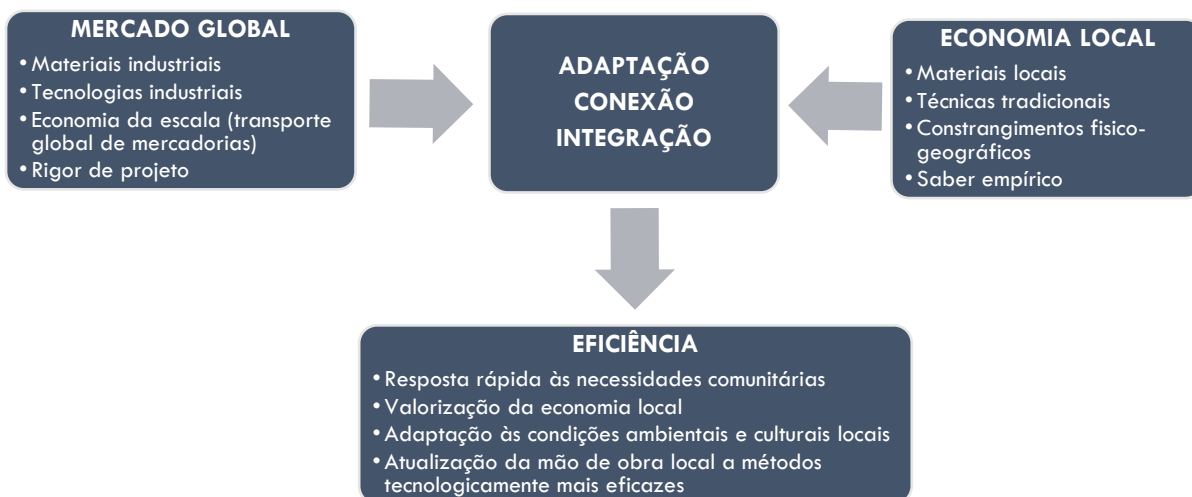 MERCADO GLOBAL
• Materiais industriais
• Tecnologias industriais
• Economia da escala (transporte
global de mercadorias)
• Rigor de projeto
ADAPTAÇÃO
CONEXÃO
INTEGRAÇÃO
ECONOMIA LOCAL
• Materiais locais
• Técnicas tradicionais
• Constrangimentos fisico-
geográficos
• Saber empírico
EFICIÊNCIA
• Resposta rápida às necessidades comunitárias
• Valorização da economia local
• Adaptação às condições ambientais e culturais locais
• Atualização da mão de obra local a métodos
tecnologicamente mais eficazes